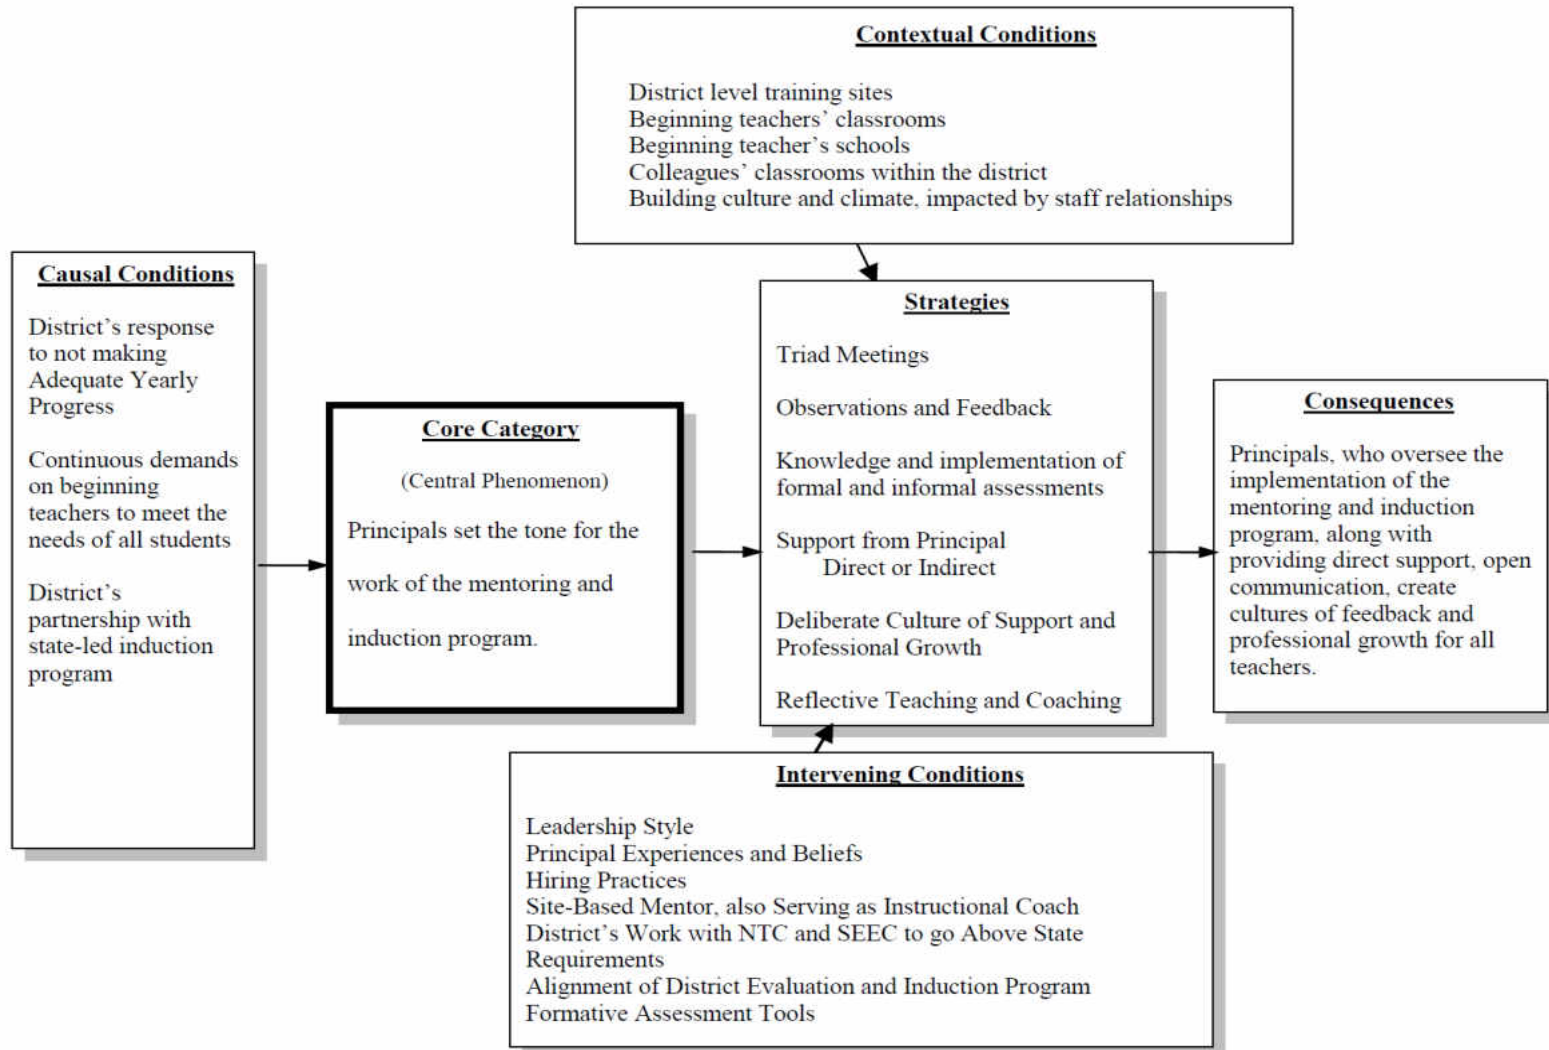 Contextual Conditions
District level training sites
Beginning teachers’ classrooms
Beginning teacher’s schools
Colleagues’ classrooms within the district
Building culture and climate, impacted by staff relationships
Causal Conditions
District’s response
to not making
Adequate Yearly
Progress
Continuous demands
on beginning
teachers to meet the
needs of all students
District’s
partnership with
state-led induction
program
Core Category
(Central Phenomenon)
Principals set the tone for the
work of the mentoring and
induction program.
Strategies
Triad Meetings
Observations and Feedback
Knowledge and implementation of
formal and informal assessments
Support from Principal
Direct or Indirect
Deliberate Culture of Support and
Professional Growth
Reflective Teaching and Coaching
Consequences
Principals, who oversee the
implementation of the
mentoring and induction
program, along with
providing direct support, open
communication, create
cultures of feedback and
professional growth for all
teachers.
Intervening Conditions
Leadership Style
Principal Experiences and Beliefs
Hiring Practices
Site-Based Mentor, also Serving as Instructional Coach
District’s Work with NTC and SEEC to go Above State
Requirements
Alignment of District Evaluation and Induction Program
Formative Assessment Tools